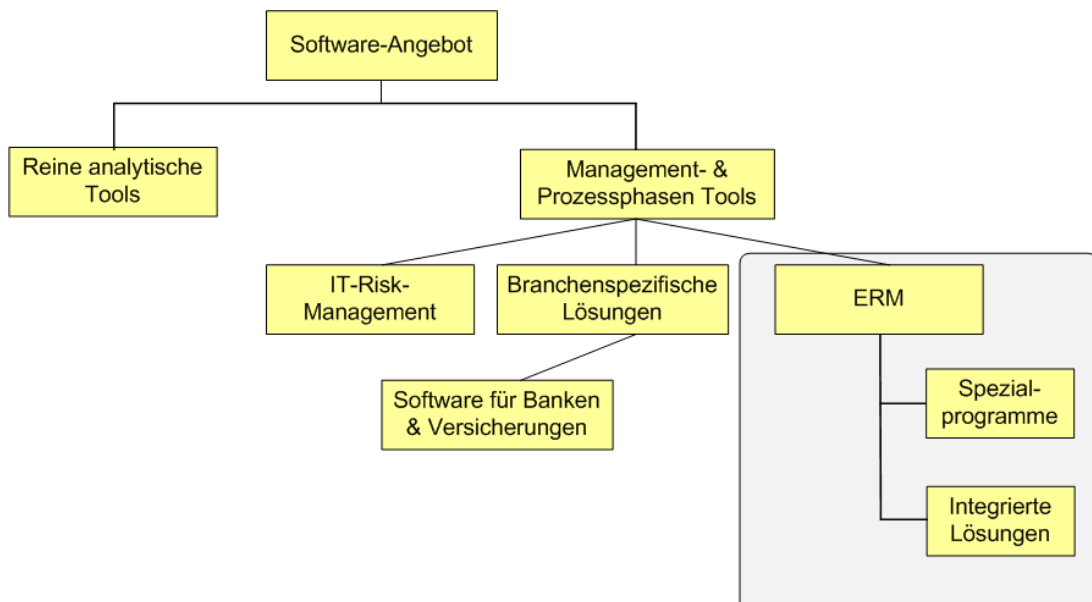 Software-Angebot
Reine analytische
Tools
Management- &
Prozessphasen Tools
IT-Risk-
Management
Branchenspezifische
Lösungen
ERM
Software für Banken
& Versicherungen
Spezial-
programme
Integrierte
Lösungen